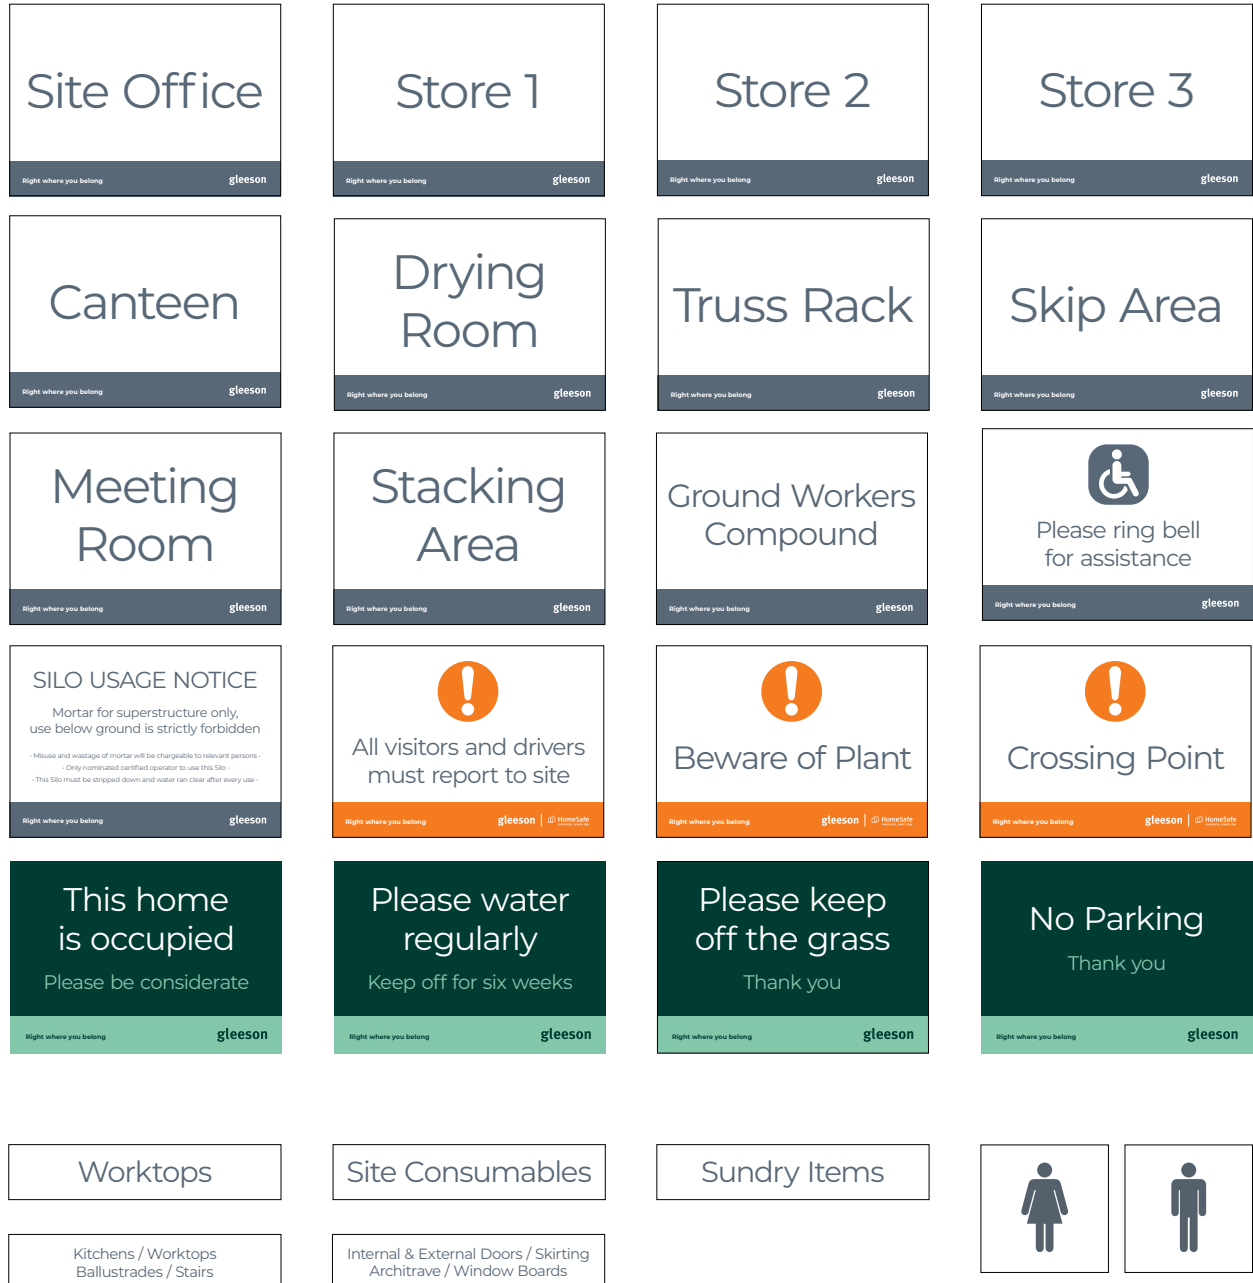 Site Office
Right where you belong gleeson
Store 1
Right where you belong gleeson
Store 2
Right where you belong gleeson
Store 3
Right where you belong gleeson
Canteen
Right where you belong gleeson
Drying
Room
Right where you belong gleeson
Truss Rack
Right where you belong gleeson
Skip Area
Right where you belong gleeson
Meeting
Room
Right where you belong gleeson
Stacking
Area
Right where you belong gleeson
Ground Workers
Compound
Right where you belong gleeson
Please ring bell
for assistance
Right where you belong gleeson
SILO USAGE NOTICE
Mortar for superstructure only,
use below ground is strictly forbidden
• Misuse and wastage of mortar will be chargeable to relevant persons •
• Only nominated certified operator to use this Silo •
• This Silo must be stripped down and water ran clear after every use •
Right where you belong gleeson
All visitors and drivers
must report to site
Right where you belong gleeson | HomeSafe
Beware of Plant
Right where you belong gleeson | HomeSafe
Crossing Point
Right where you belong gleeson | HomeSafe
This home
is occupied
Please be considerate
Right where you belong gleeson
Please water
regularly
Keep off for six weeks
Right where you belong gleeson
Please keep
off the grass
Thank you
Right where you belong gleeson
No Parking
Thank you
Right where you belong gleeson
Worktops
Site Consumables
Sundry Items
Kitchens / Worktops
Ballustrades / Stairs
Internal & External Doors / Skirting
Architrave / Window Boards